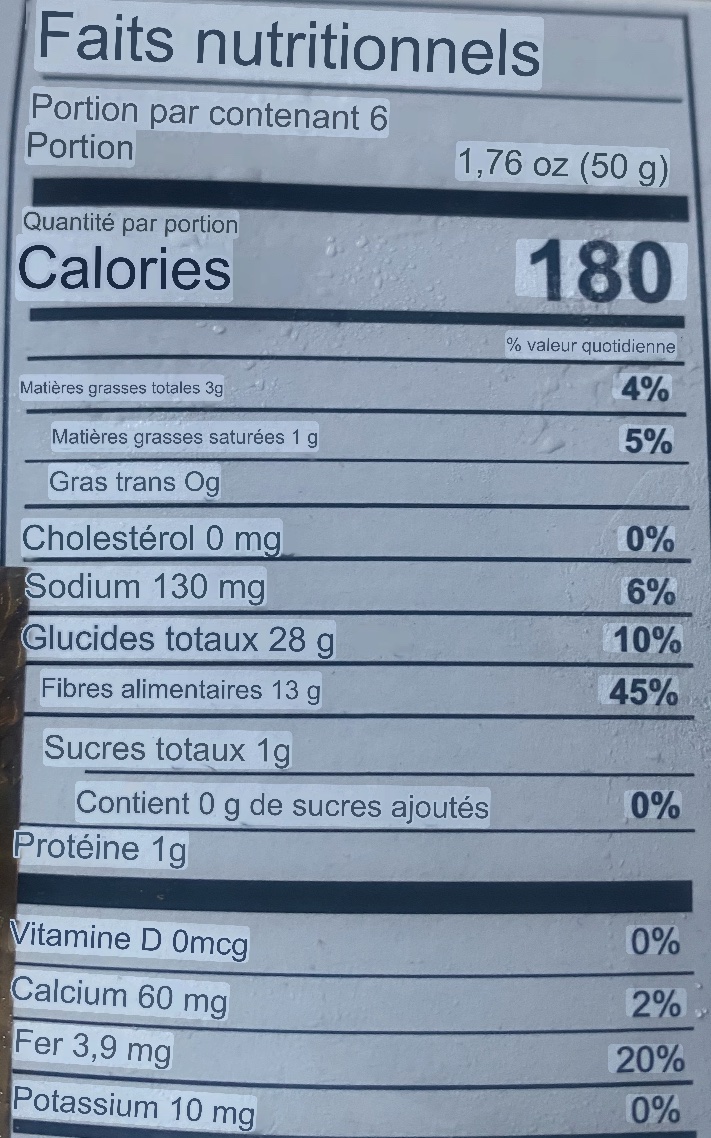 Faits nutritionnels
Portion par contenant 6
Portion 1,76 oz (50 g)
Quantité par portion
Calories 180
% valeur quotidienne
Matières grasses totales 3g 4%
Matières grasses saturées 1 g 5%
Gras trans Og
Cholestérol 0 mg 0%
Sodium 130 mg 6%
Glucides totaux 28 g 10%
Fibres alimentaires 13 g 45%
Sucres totaux 1g
Contient 0 g de sucres ajoutés 0%
Protéine 1g
Vitamine D 0mcg 0%
Calcium 60 mg 2%
Fer 3,9 mg 20%
Potassium 10 mg 0%